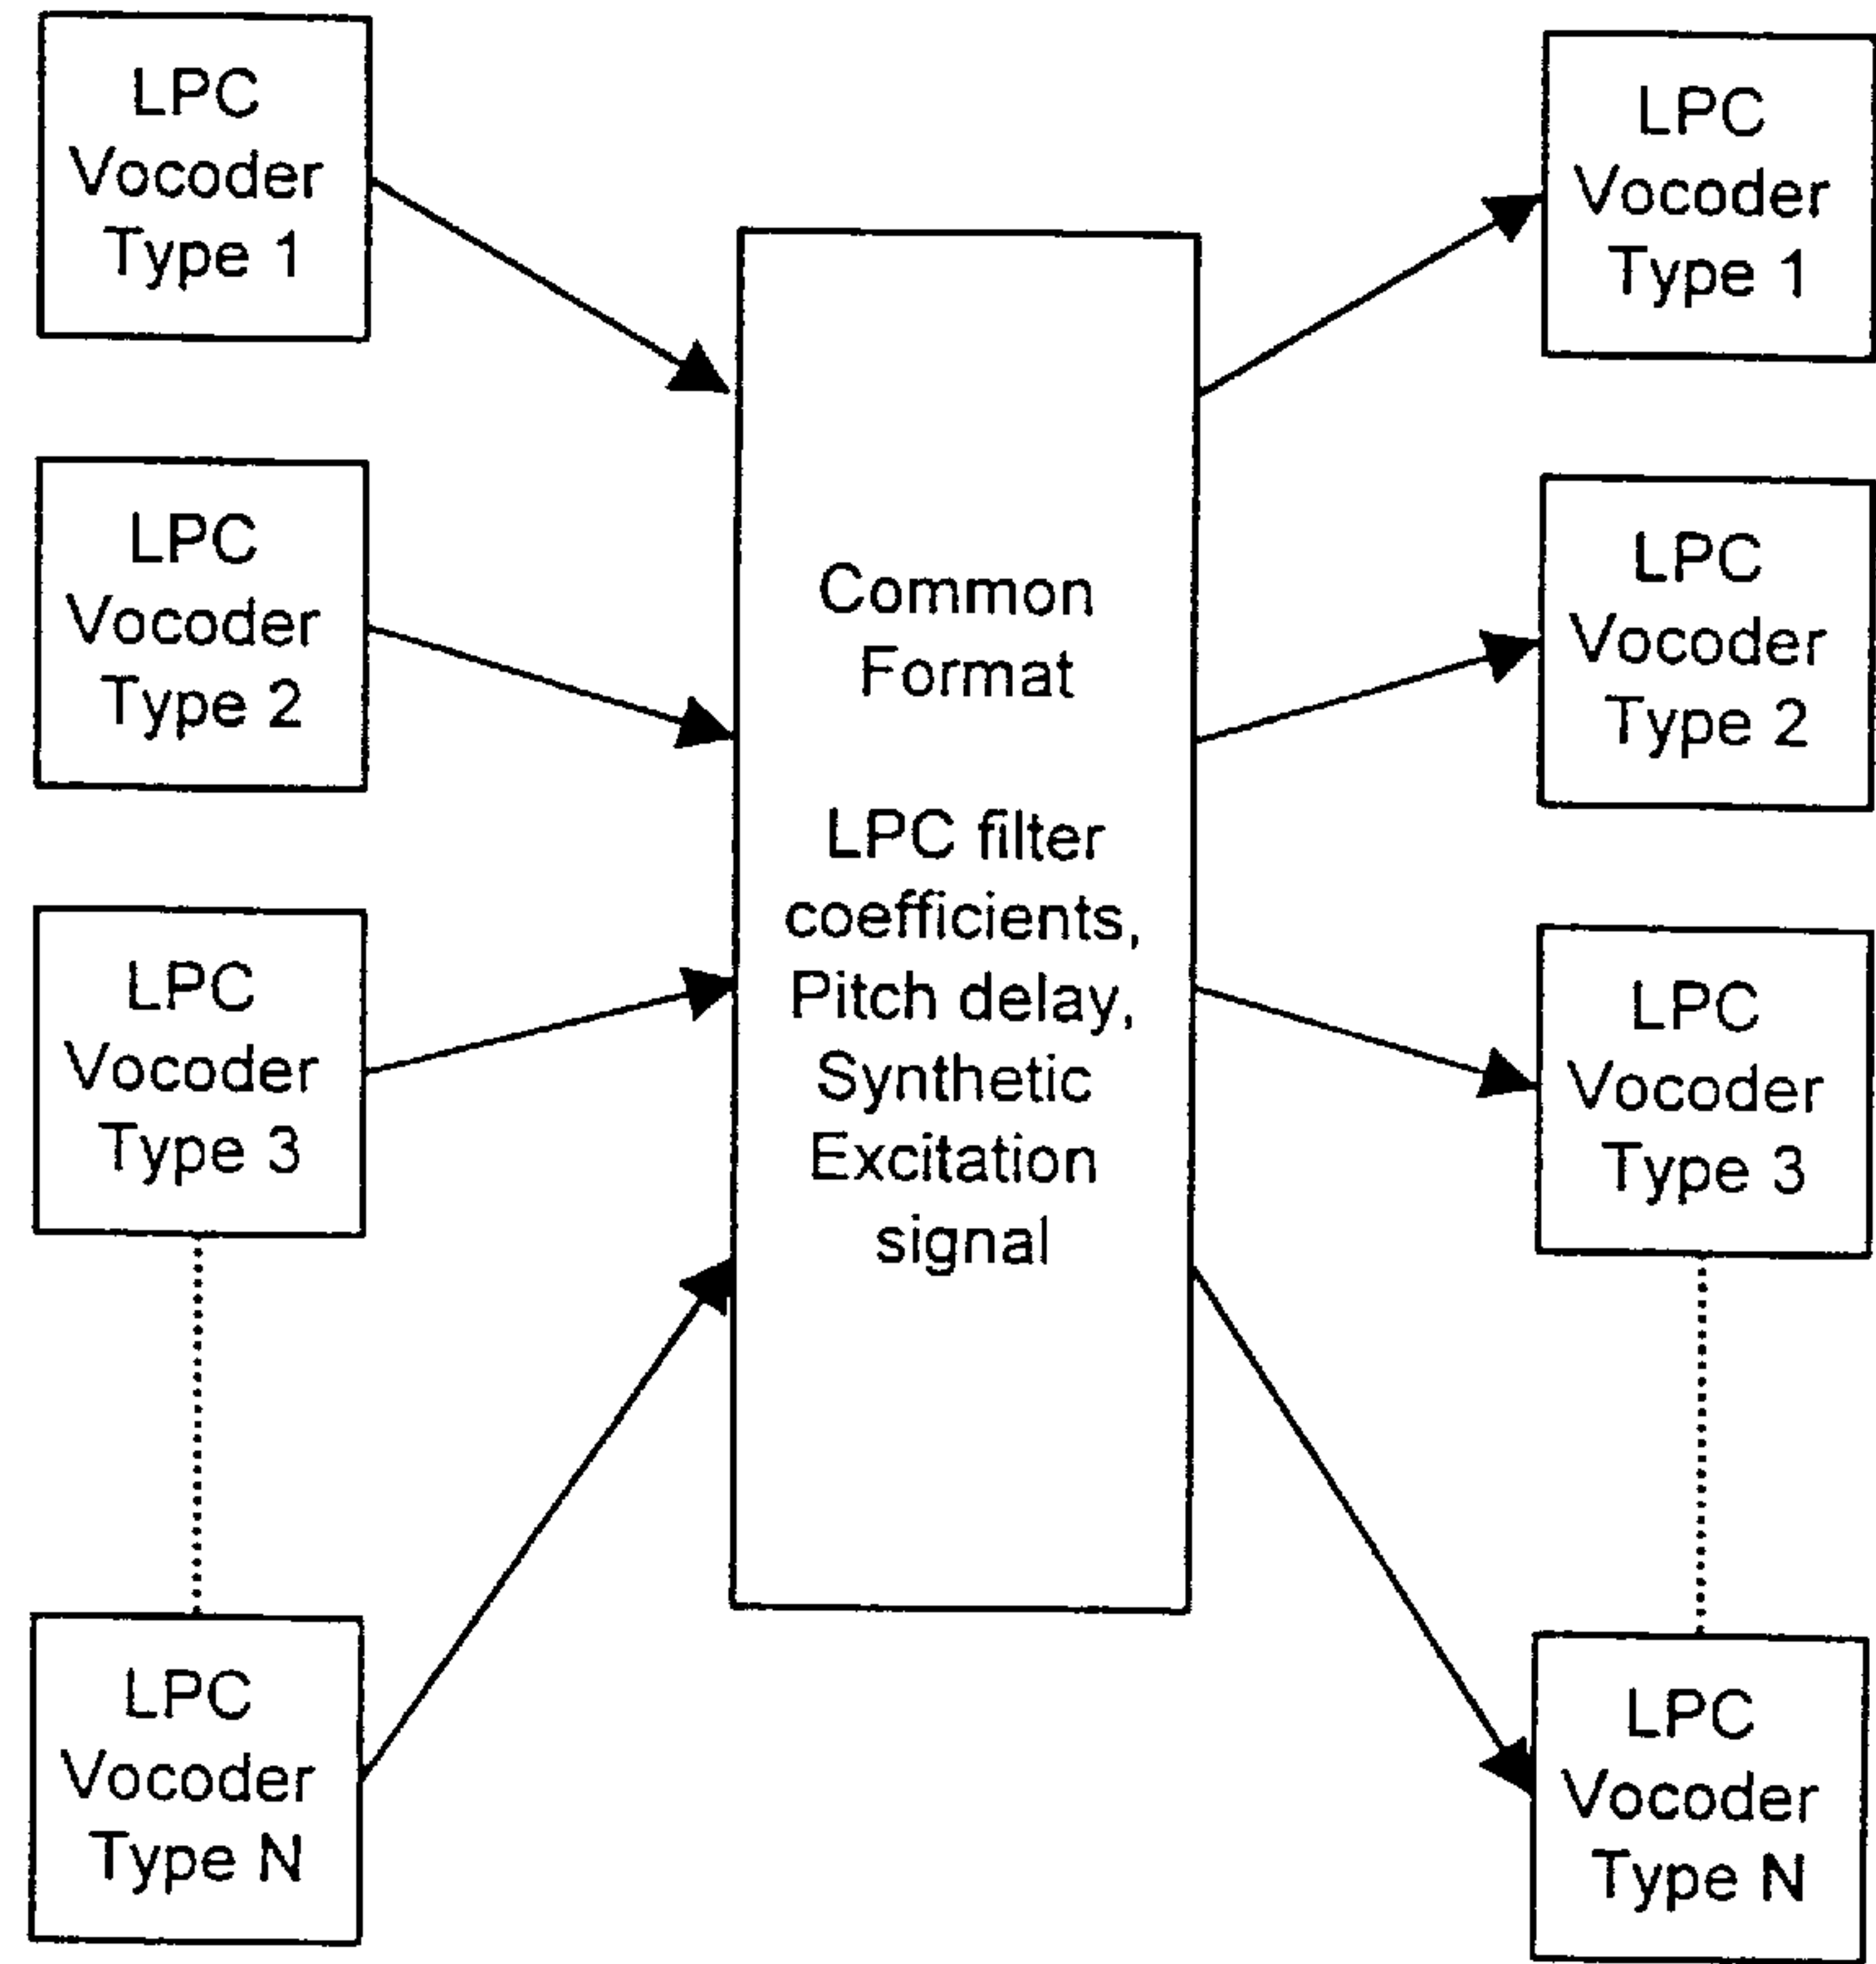 LPC
Vocoder
Type 1
LPC
Vocoder
Type 2
LPC
Vocoder
Type 3
LPC
Vocoder
Type N
Common
Format
LPC filter
coefficients,
Pitch delay,
Synthetic
Excitation
signal
LPC
Vocoder
Type 1
LPC
Vocoder
Type 2
LPC
Vocoder
Type 3
LPC
Vocoder
Type N